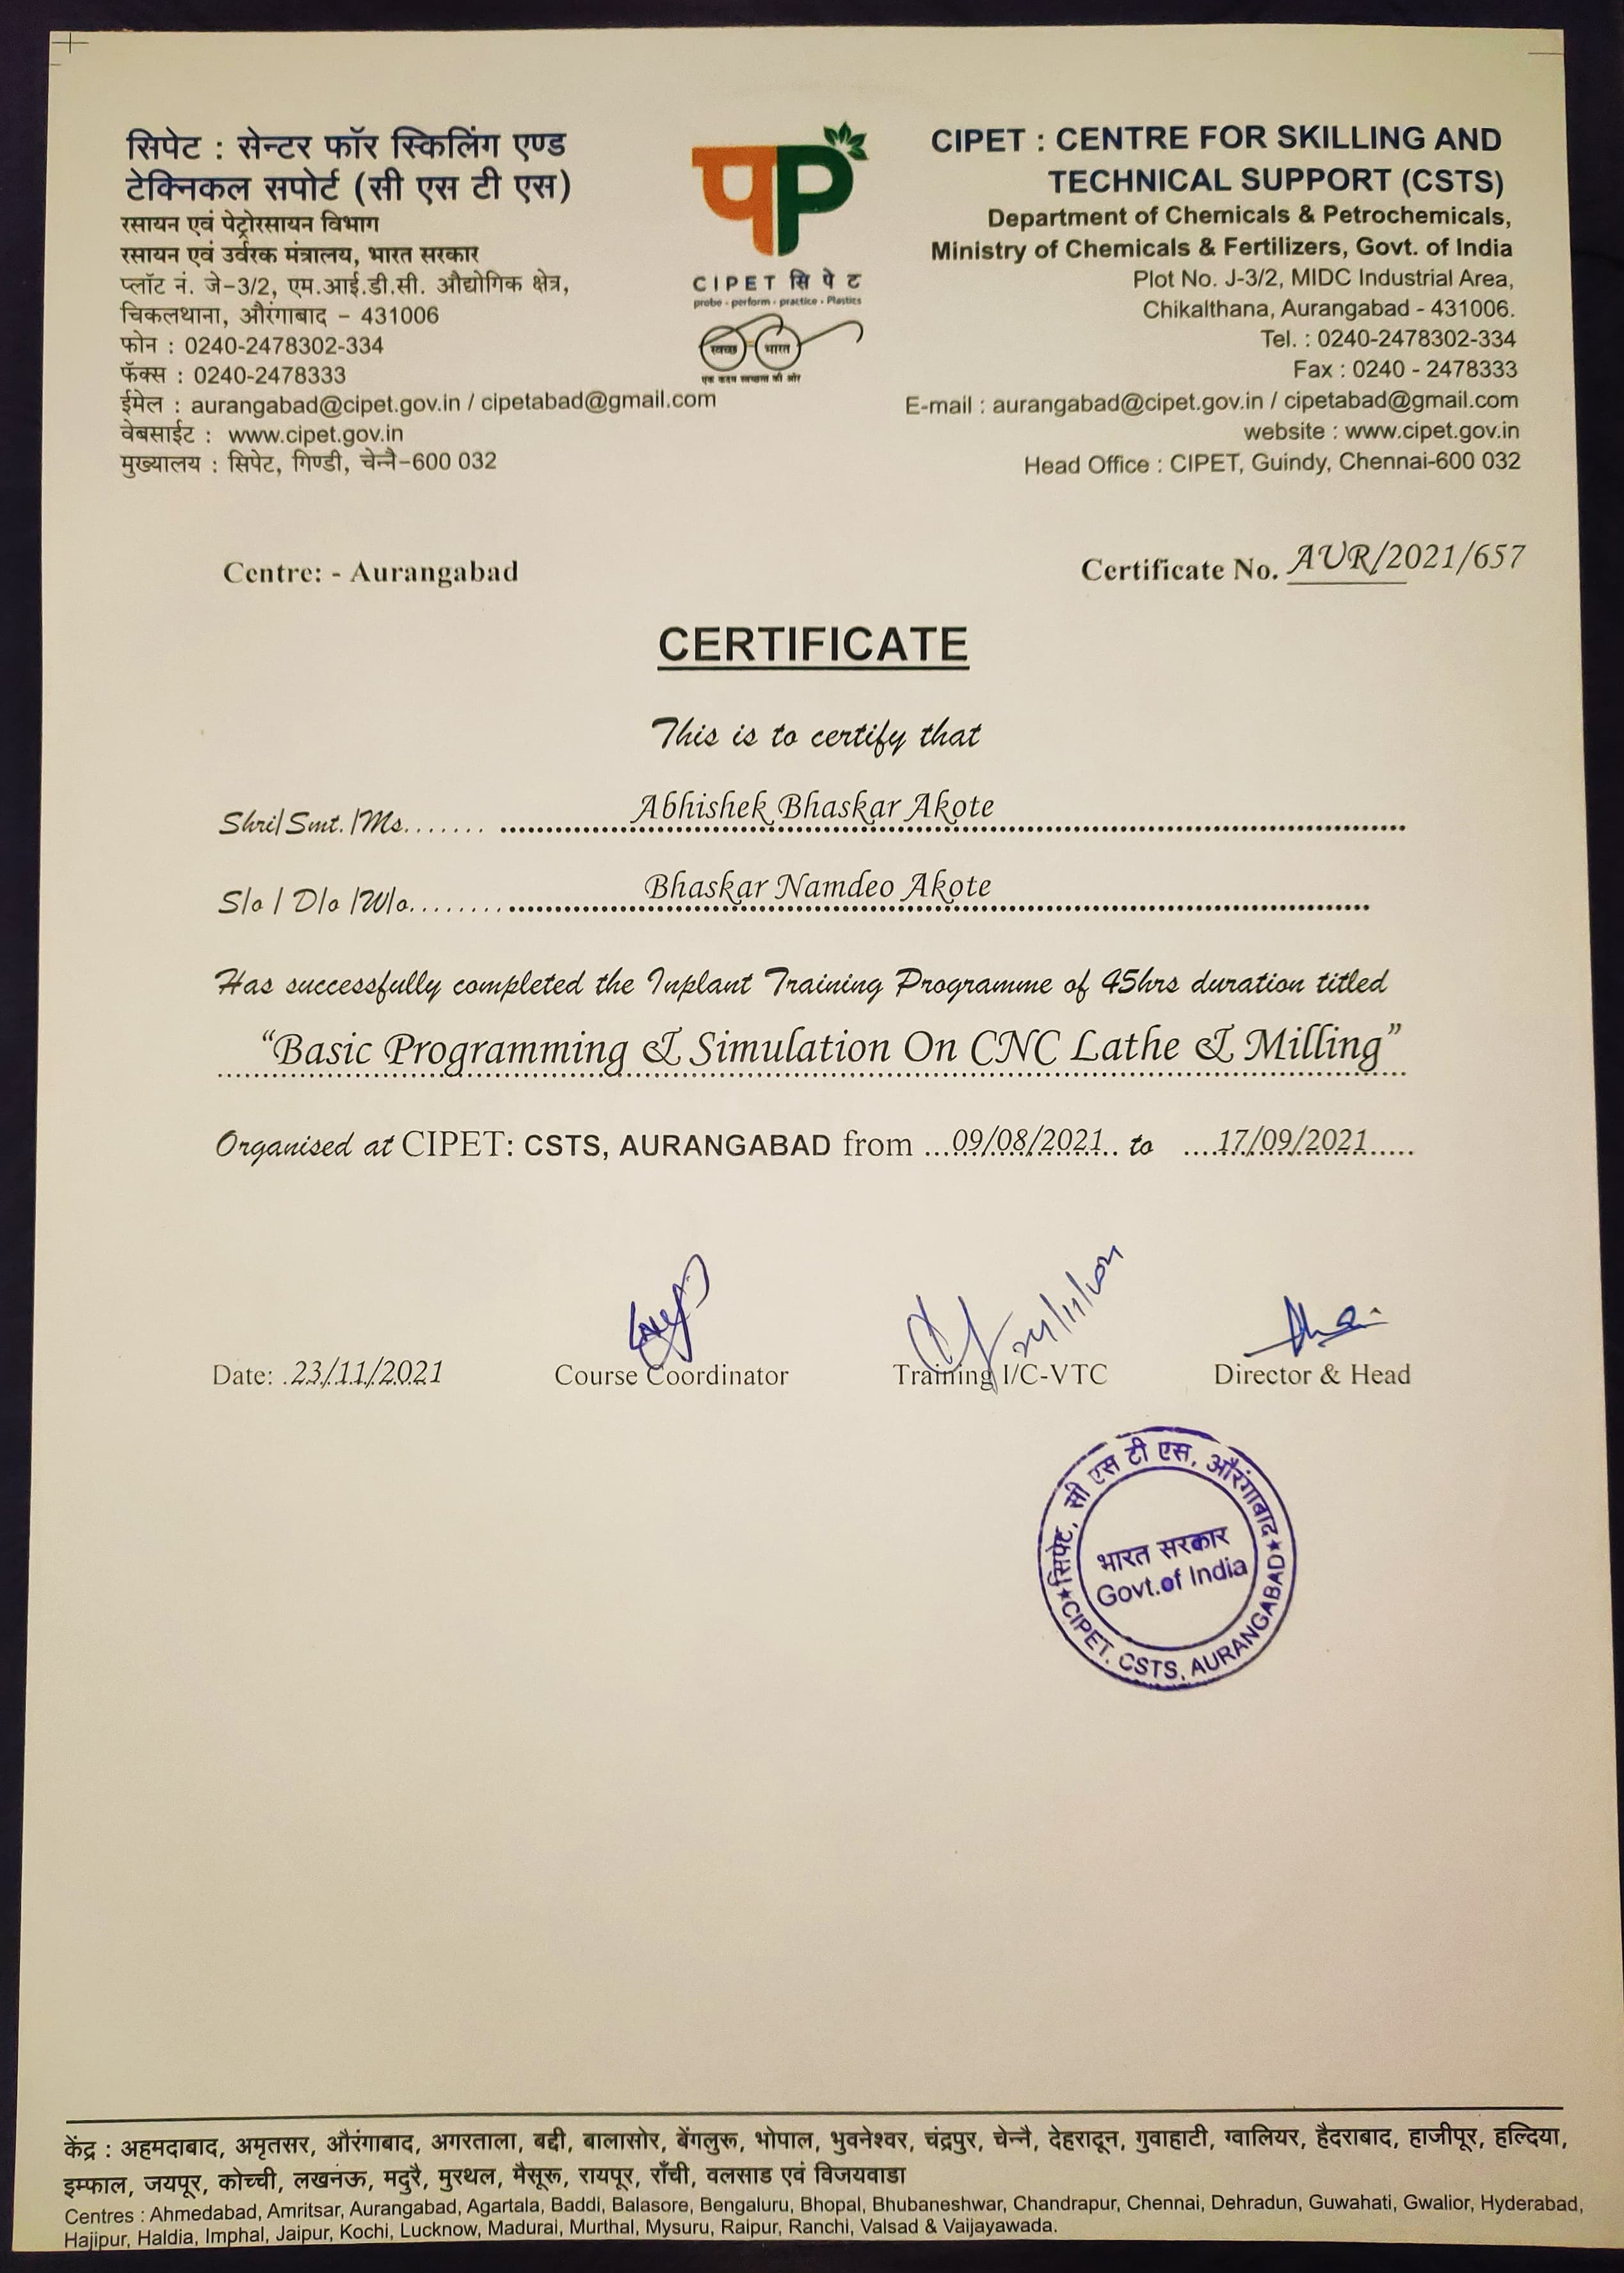 सिपेट : सेन्टर फॉर स्किलिंग एण्ड
टेक्निकल सपोर्ट (सी एस टी एस)
रसायन एवं पेट्रोरसायन विभाग
रसायन एवं उर्वरक मंत्रालय, भारत सरकार
प्लॉट नं. जे-3/2, एम.आई.डी.सी. औद्योगिक क्षेत्र,
चिकलथाना, औरंगाबाद - 431006
फोन : 0240-2478302-334
फॅक्स : 0240-2478333
ईमेल : aurangabad@cipet.gov.in / cipetabad@gmail.com
वेबसाईट : www.cipet.gov.in
मुख्यालय : सिपेट, गिण्डी, चेन्नै-600 032
पP
CIPET सिपेट
probe - perform - practice - Plastics
स्वच्छ भारत
एक कदम स्वच्छता की ओर
CIPET : CENTRE FOR SKILLING AND
TECHNICAL SUPPORT (CSTS)
Department of Chemicals & Petrochemicals,
Ministry of Chemicals & Fertilizers, Govt. of India
Plot No. J-3/2, MIDC Industrial Area,
Chikalthana, Aurangabad - 431006.
Tel. : 0240-2478302-334
Fax : 0240 - 2478333
E-mail : aurangabad@cipet.gov.in / cipetabad@gmail.com
website : www.cipet.gov.in
Head Office : CIPET, Guindy, Chennai-600 032
Centre: - Aurangabad
Certificate No. AUR/2021/657
CERTIFICATE
This is to certify that
Shri/Smt./Ms....... Abhishek Bhaskar Akote
S/o / D/o /W/o........ Bhaskar Namdeo Akote
Has successfully completed the Inplant Training Programme of 45hrs duration titled
“Basic Programming & Simulation On CNC Lathe & Milling”
Organised at CIPET: CSTS, AURANGABAD from ...09/08/2021.. to ....17/09/2021.....
Date: .23/11/2021
Course Coordinator
Training I/C-VTC
Director & Head
सिपेट, सी एस टी एस, औरंगाबाद
भारत सरकार
Govt.of India
★CIPET, CSTS, AURANGABAD★
केंद्र : अहमदाबाद, अमृतसर, औरंगाबाद, अगरताला, बद्दी, बालासोर, बेंगलुरू, भोपाल, भुवनेश्वर, चंद्रपुर, चेन्नै, देहरादून, गुवाहाटी, ग्वालियर, हैदराबाद, हाजीपूर, हल्दिया,
इम्फाल, जयपूर, कोच्ची, लखनऊ, मदुरै, मुरथल, मैसूरू, रायपूर, राँची, वलसाड एवं विजयवाडा
Centres : Ahmedabad, Amritsar, Aurangabad, Agartala, Baddi, Balasore, Bengaluru, Bhopal, Bhubaneshwar, Chandrapur, Chennai, Dehradun, Guwahati, Gwalior, Hyderabad,
Hajipur, Haldia, Imphal, Jaipur, Kochi, Lucknow, Madurai, Murthal, Mysuru, Raipur, Ranchi, Valsad & Vaijayawada.